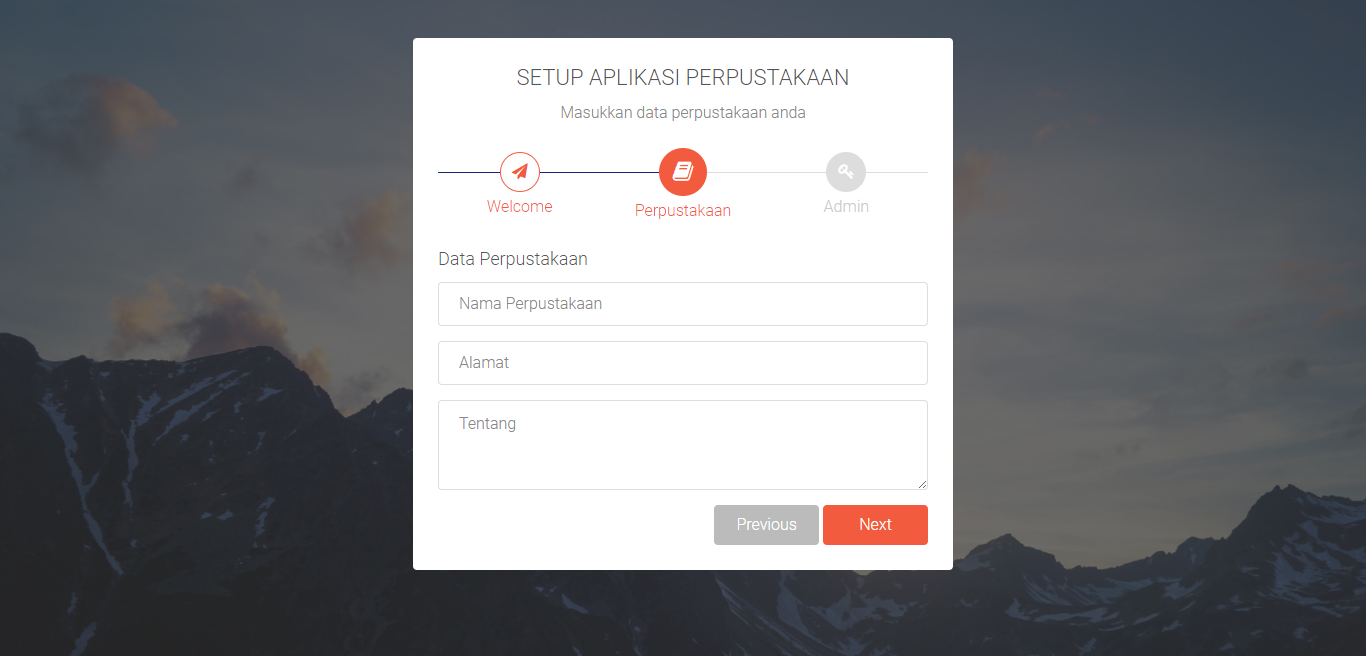 SETUP APLIKASI PERPUSTAKAAN
Masukkan data perpustakaan anda
Welcome
Perpustakaan
Admin
Data Perpustakaan
Nama Perpustakaan
Alamat
Tentang
Previous
Next